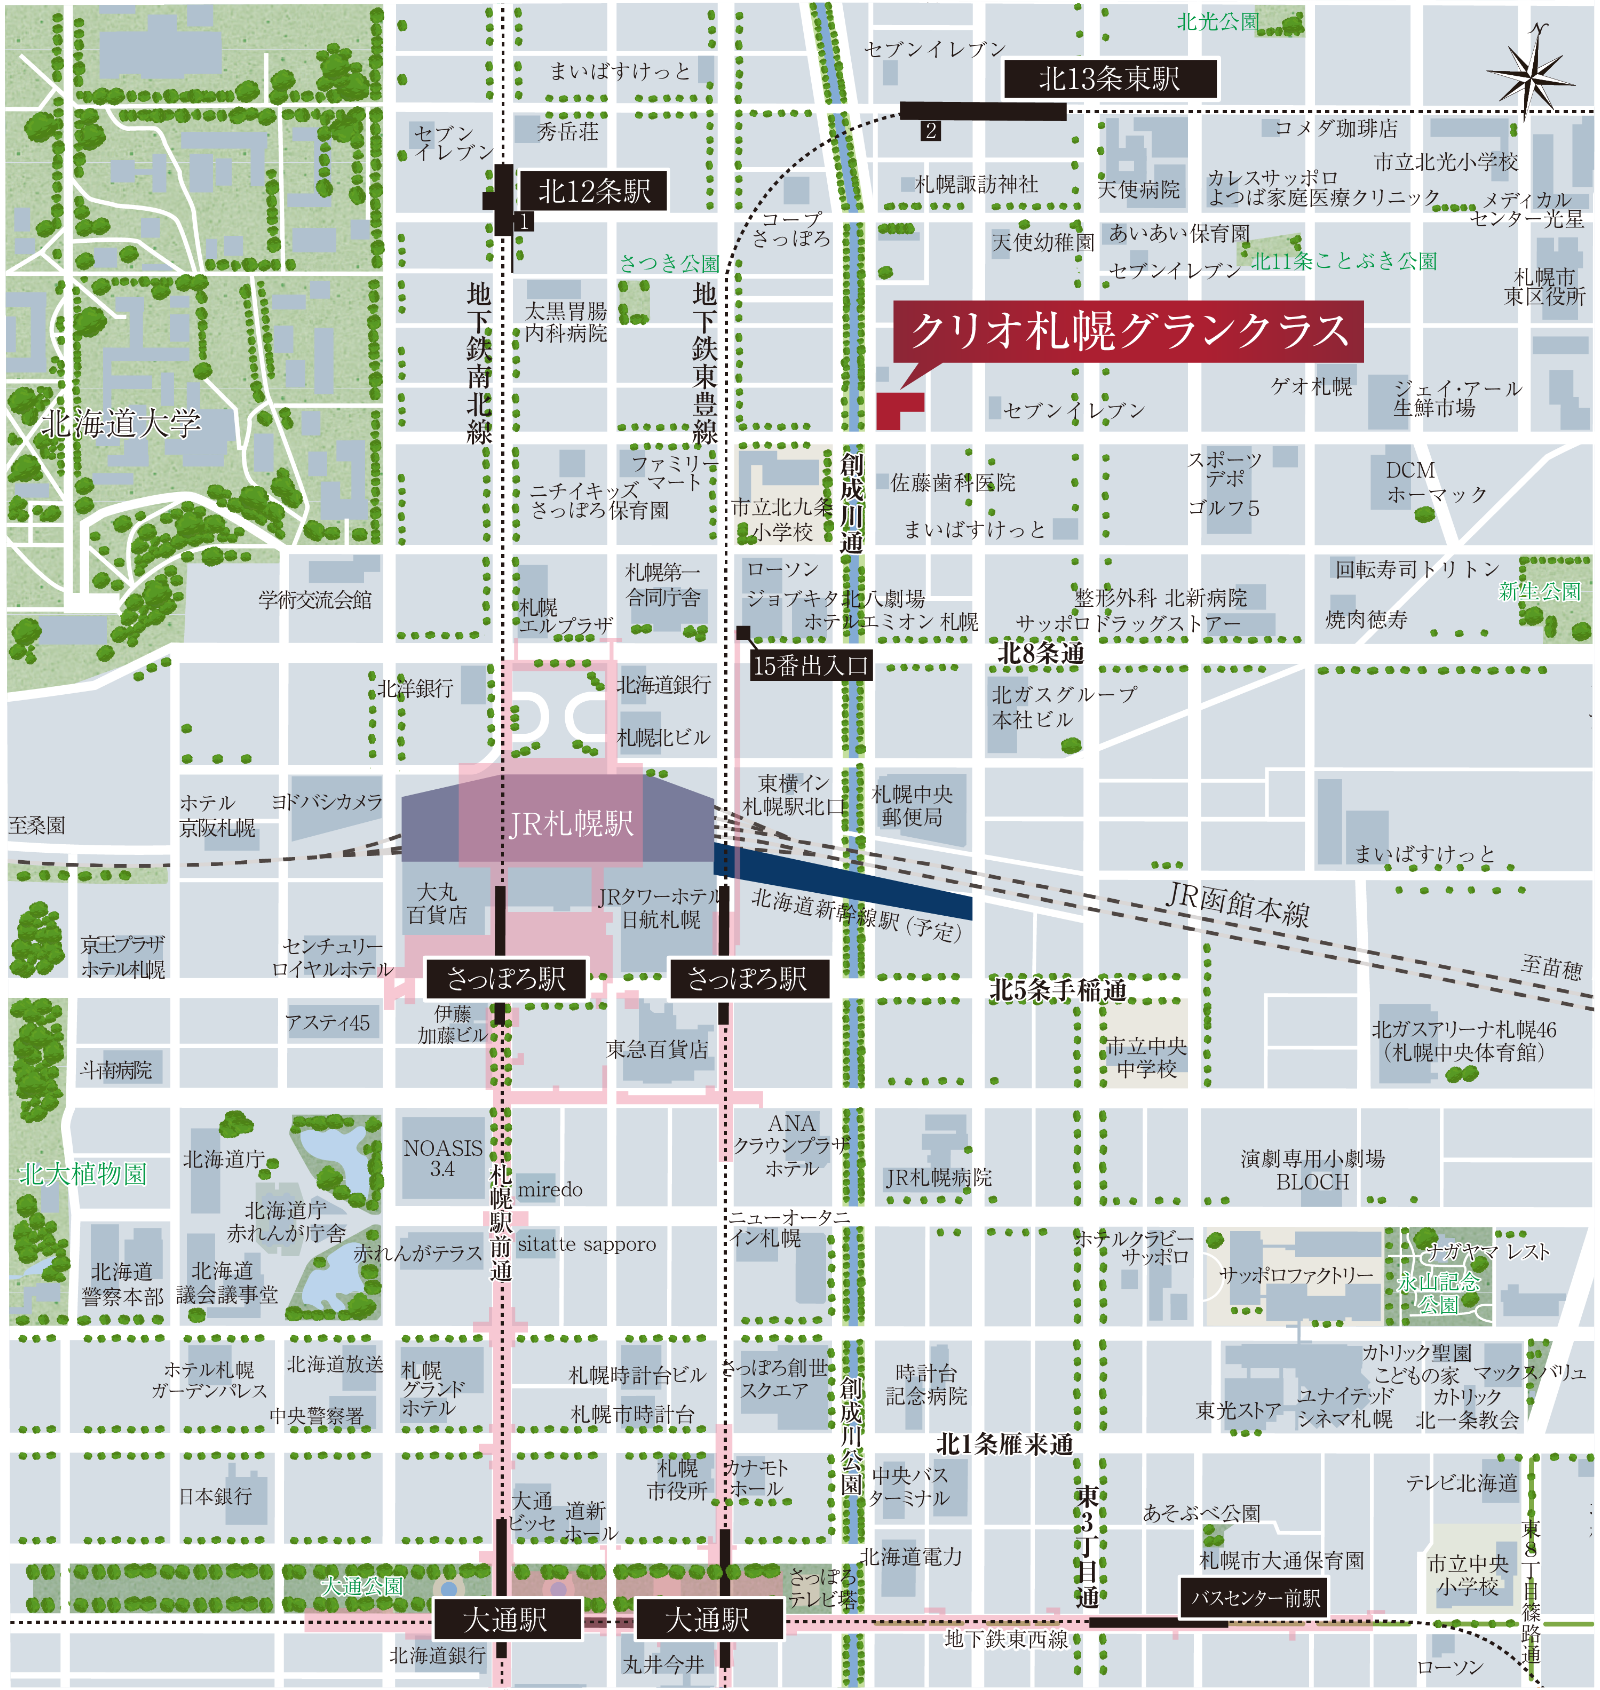 北光公園
N
セブンイレブン
まいばすけっと
北13条東駅
2
コメダ珈琲店
セブン
イレブン
秀岳荘
市立北光小学校
北12条駅
1
札幌諏訪神社
天使病院
カレスサッポロ
よつば家庭医療クリニック
メディカル
センター光星
コープ
さっぽろ
天使幼稚園
あいあい保育園
さつき公園
セブンイレブン
北11条ことぶき公園
札幌市
東区役所
地下鉄南北線
太黒胃腸
内科病院
地下鉄東豊線
クリオ札幌グランクラス
ゲオ札幌
ジェイ・アール
生鮮市場
セブンイレブン
北海道大学
ファミリー
マート
ニチイキッズ
さっぽろ保育園
市立北九条
小学校
創成川通
佐藤歯科医院
まいばすけっと
スポーツ
デポ
ゴルフ5
DCM
ホーマック
学術交流会館
札幌
エルプラザ
札幌第一
合同庁舎
ローソン
ジョブキタ北八劇場
ホテルエミオン 札幌
整形外科 北新病院
サッポロドラッグストアー
回転寿司トリトン
焼肉徳寿
新生公園
北8条通
15番出入口
北洋銀行
北海道銀行
札幌北ビル
北ガスグループ
本社ビル
至桑園
ホテル
京阪札幌
ヨドバシカメラ
JR札幌駅
東横イン
札幌駅北口
札幌中央
郵便局
まいばすけっと
大丸
百貨店
JRタワーホテル
日航札幌
北海道新幹線駅（予定）
JR函館本線
至苗穂
京王プラザ
ホテル札幌
センチュリー
ロイヤルホテル
さっぽろ駅
さっぽろ駅
北5条手稲通
アスティ45
伊藤
加藤ビル
東急百貨店
市立中央
中学校
北ガスアリーナ札幌46
（札幌中央体育館）
斗南病院
北大植物園
北海道庁
NOASIS
3.4
札幌駅前通
ANA
クラウンプラザ
ホテル
JR札幌病院
演劇専用小劇場
BLOCH
miredo
北海道庁
赤れんが庁舎
赤れんがテラス
sitatte sapporo
ニューオータニ
イン札幌
ホテルクラビー
サッポロ
サッポロファクトリー
ナガヤマ レスト
永山記念
公園
北海道
警察本部
北海道
議会議事堂
ホテル札幌
ガーデンパレス
北海道放送
札幌
グランド
ホテル
中央警察署
札幌時計台ビル
札幌市時計台
さっぽろ創世
スクエア
創成川公園
時計台
記念病院
カトリック聖園
こどもの家
マックスバリュ
東光ストア
ユナイテッド
シネマ札幌
カトリック
北一条教会
北1条雁来通
日本銀行
大通
ビッセ
道新
ホール
札幌
市役所
カナモト
ホール
中央バス
ターミナル
東3丁目通
あそぶべ公園
テレビ北海道
東8丁目篠路通
北海道電力
札幌市大通保育園
市立中央
小学校
大通公園
さっぽろ
テレビ塔
大通駅
大通駅
バスセンター前駅
地下鉄東西線
北海道銀行
丸井今井
ローソン